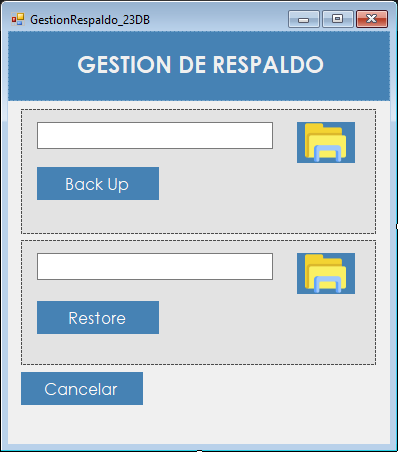 GestionRespaldo_23DB
GESTION DE RESPALDO
Back Up
Restore
Cancelar